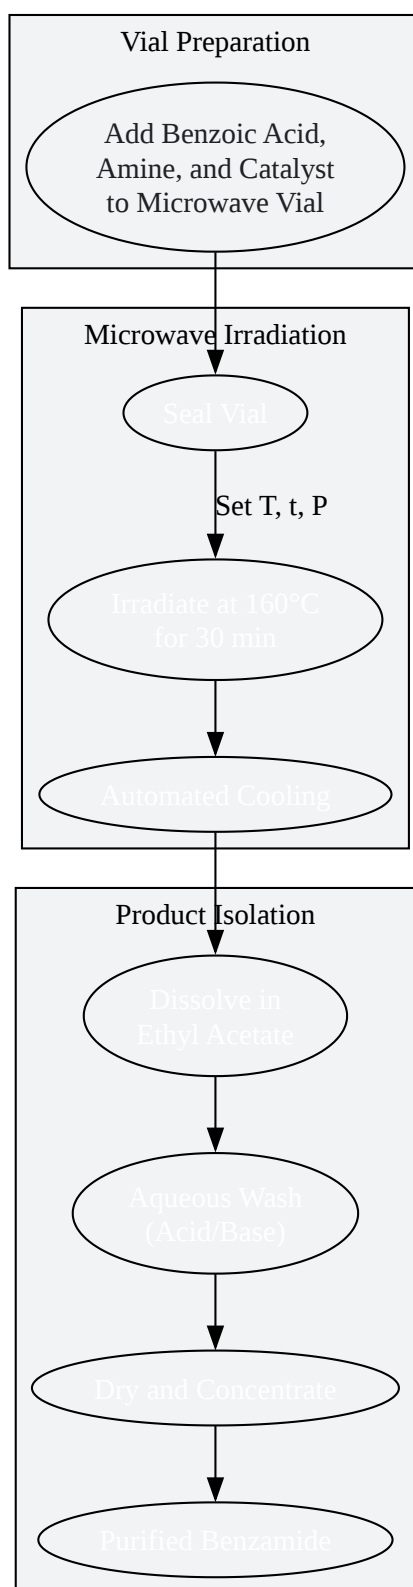 Vial Preparation
Add Benzoic Acid,
Amine, and Catalyst
to Microwave Vial
Microwave Irradiation
Seal Vial
Set T, t, P
Irradiate at 160°C
for 30 min
Automated Cooling
Product Isolation
Dissolve in
Ethyl Acetate
Aqueous Wash
(Acid/Base)
Dry and Concentrate
Purified Benzamide